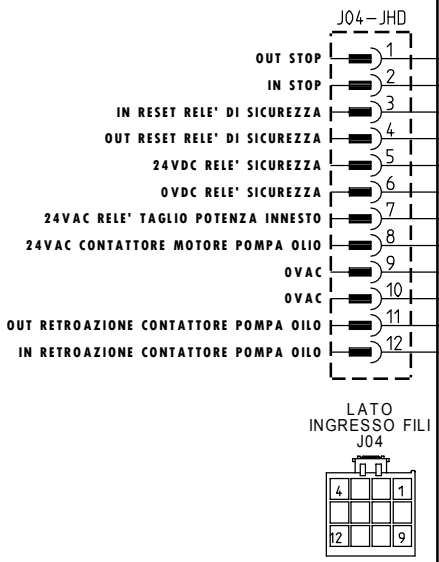 J04-JHD
OUT STOP 1
IN STOP 2
IN RESET RELE' DI SICUREZZA 3
OUT RESET RELE' DI SICUREZZA 4
24VDC RELE' SICUREZZA 5
0VDC RELE' SICUREZZA 6
24VAC RELE' TAGLIO POTENZA INNESTO 7
24VAC CONTATTORE MOTORE POMPA OLIO 8
0VAC 9
0VAC 10
OUT RETROAZIONE CONTATTORE POMPA OILO 11
IN RETROAZIONE CONTATTORE POMPA OILO 12
LATO
INGRESSO FILI
J04
4 1
12 9